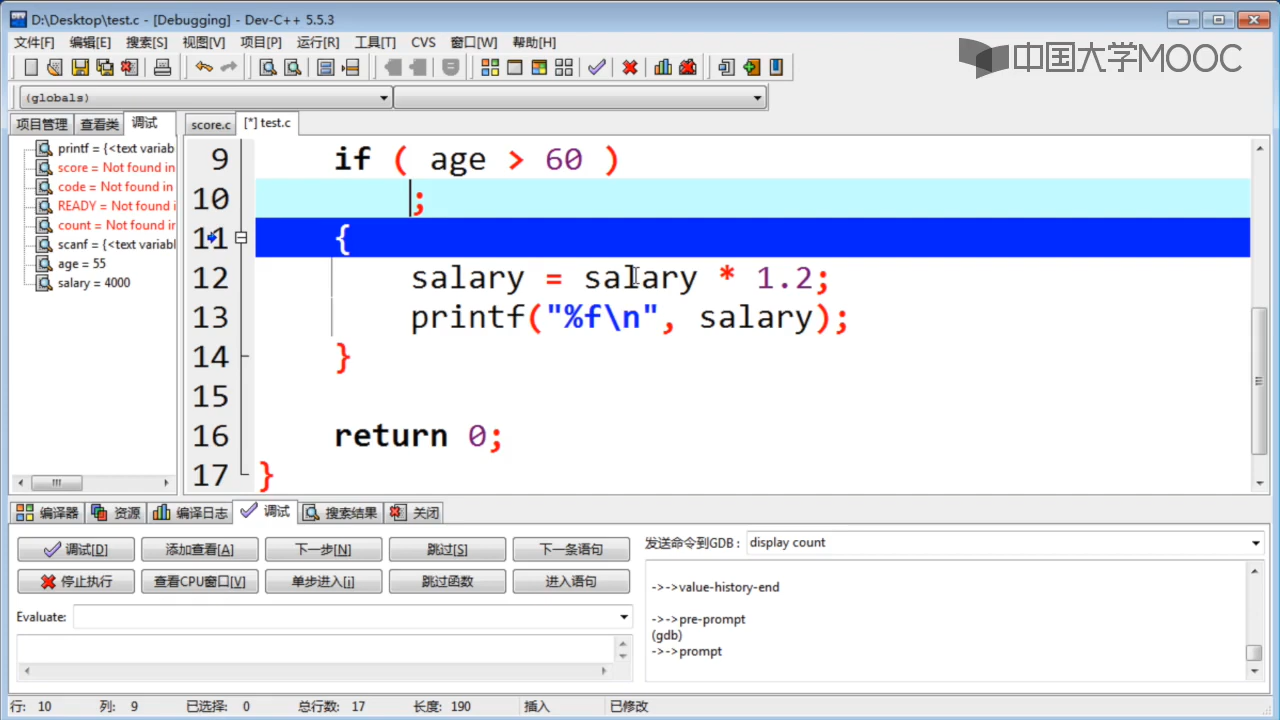 D:\Desktop\test.c - [Debugging] - Dev-C++ 5.5.3
文件[F] 编辑[E] 搜索[S] 视图[V] 项目[P] 运行[R] 工具[T] CVS 窗口[W] 帮助[H]
中国大学MOOC
(globals)
项目管理 查看类 调试 score.c [*] test.c
printf = {<text variab
score = Not found in
code = Not found in
READY = Not found i
count = Not found in
scanf = {<text variabl
age = 55
salary = 4000
9 if ( age > 60 )
10 ;
11 {
12 salary = salary * 1.2;
13 printf("%f\n", salary);
14 }
15
16 return 0;
17 }
编译器 资源 编译日志 调试 搜索结果 关闭
调试[D] 添加查看[A] 下一步[N] 跳过[S] 下一条语句
停止执行 查看CPU窗口[V] 单步进入[i] 跳过函数 进入语句
Evaluate:
发送命令到GDB: display count
->->value-history-end
->->pre-prompt
(gdb)
->->prompt
行: 10 列: 9 已选择: 0 总行数: 17 长度: 190 插入 已修改